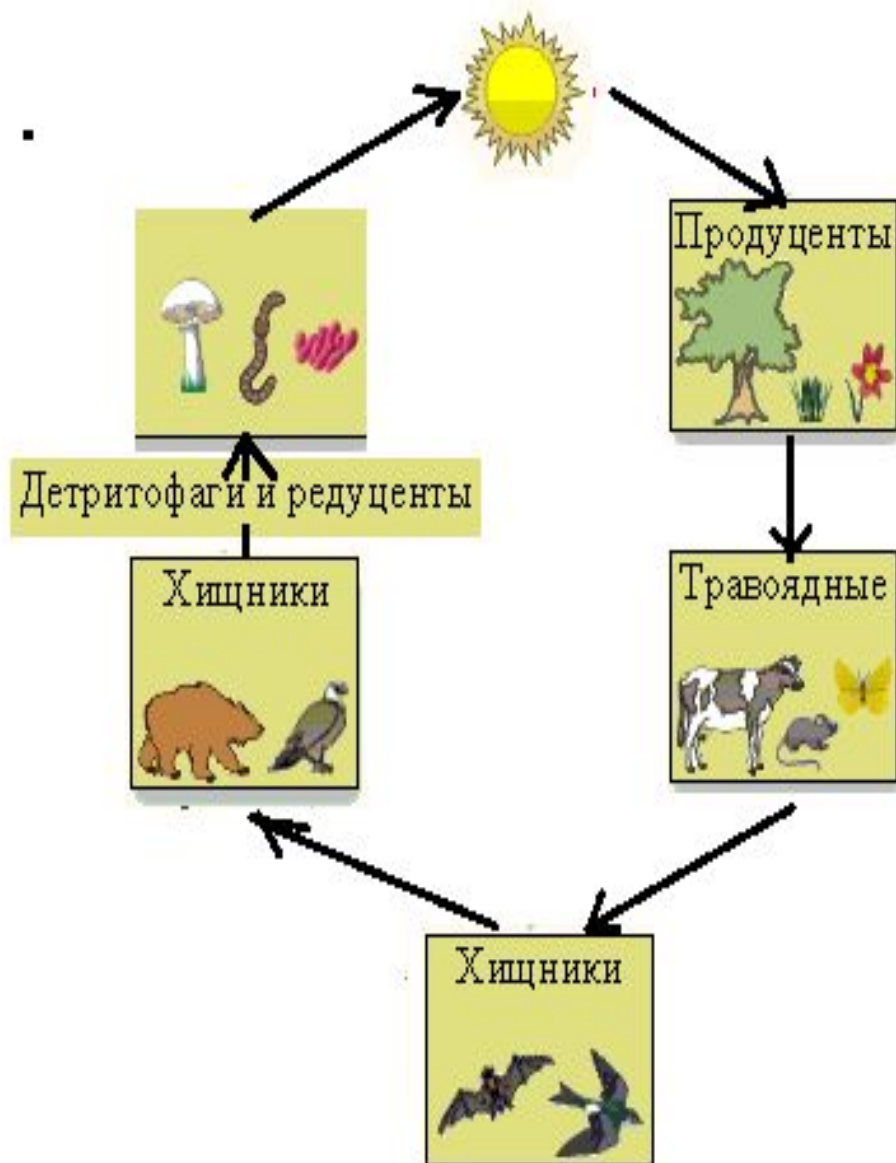 Продуценты
Детритофаги и редуценты
Хищники
Травоядные
Хищники